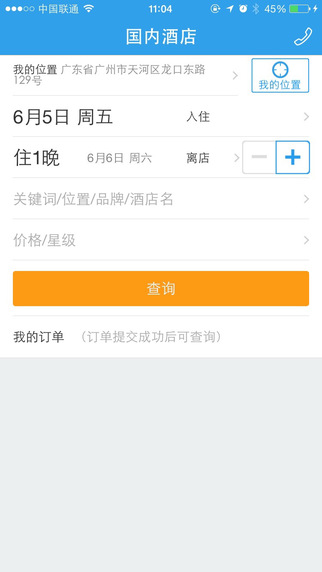 中国联通 11:04 45%
国内酒店
我的位置 广东省广州市天河区龙口东路
129号
我的位置
6月5日 周五 入住
住1晚 6月6日 周六 离店
关键词/位置/品牌/酒店名
价格/星级
查询
我的订单 （订单提交成功后可查询）